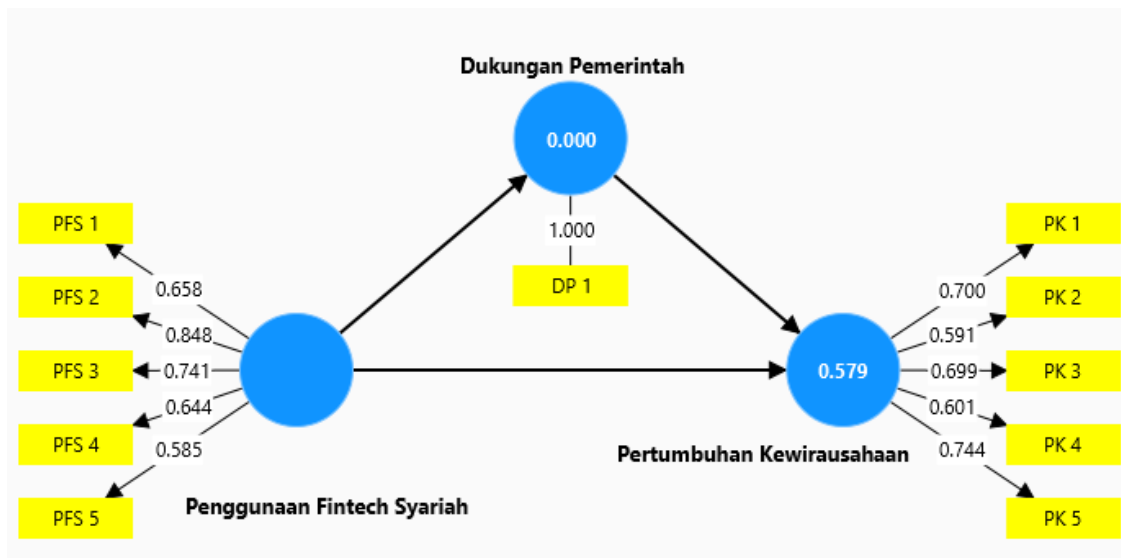 Dukungan Pemerintah
0.000
1.000
DP 1
PFS 1
PFS 2
PFS 3
PFS 4
PFS 5
0.658
0.848
0.741
0.644
0.585
Penggunaan Fintech Syariah
0.579
Pertumbuhan Kewirausahaan
0.700
0.591
0.699
0.601
0.744
PK 1
PK 2
PK 3
PK 4
PK 5